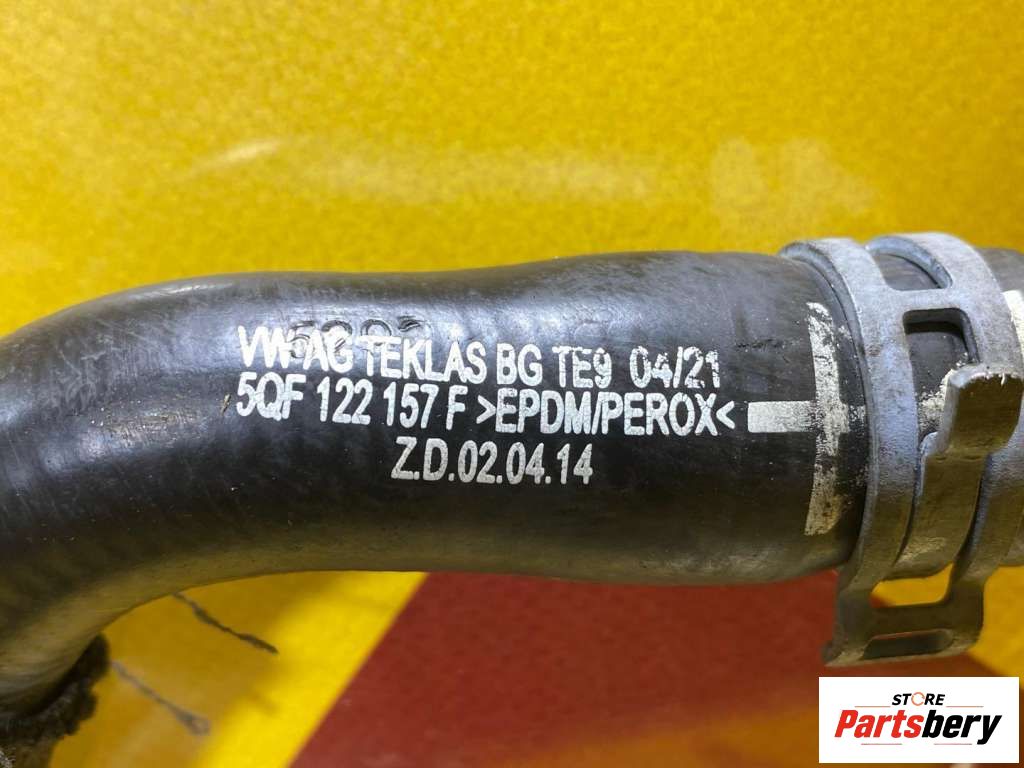 VW AG TEKLAS BG TE9 04/21
5QF 122 157 F >EPDM/PEROX<
Z.D.02.04.14
STORE
Partsbery